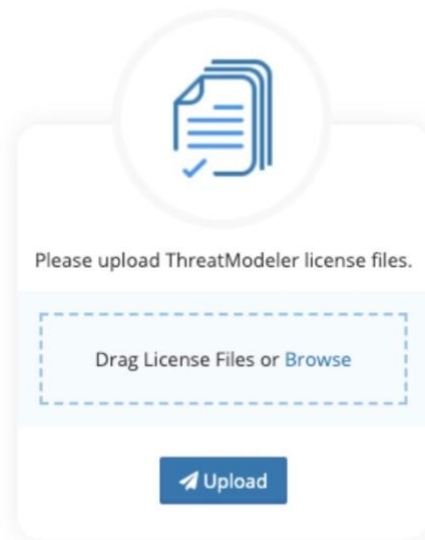 Please upload ThreatModeler license files.
Drag License Files or Browse
Upload